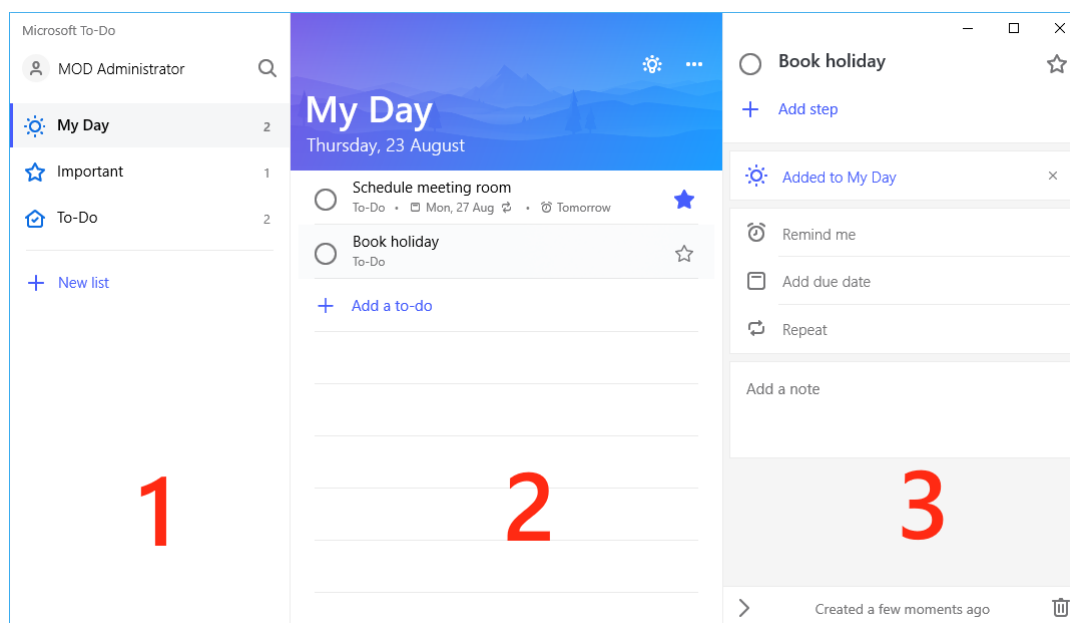 Microsoft To-Do
MOD Administrator
My Day 2
Important 1
To-Do 2
New list
1
My Day
Thursday, 23 August
Schedule meeting room
To-Do • Mon, 27 Aug • Tomorrow
Book holiday
To-Do
Add a to-do
2
Book holiday
Add step
Added to My Day
Remind me
Add due date
Repeat
Add a note
3
Created a few moments ago